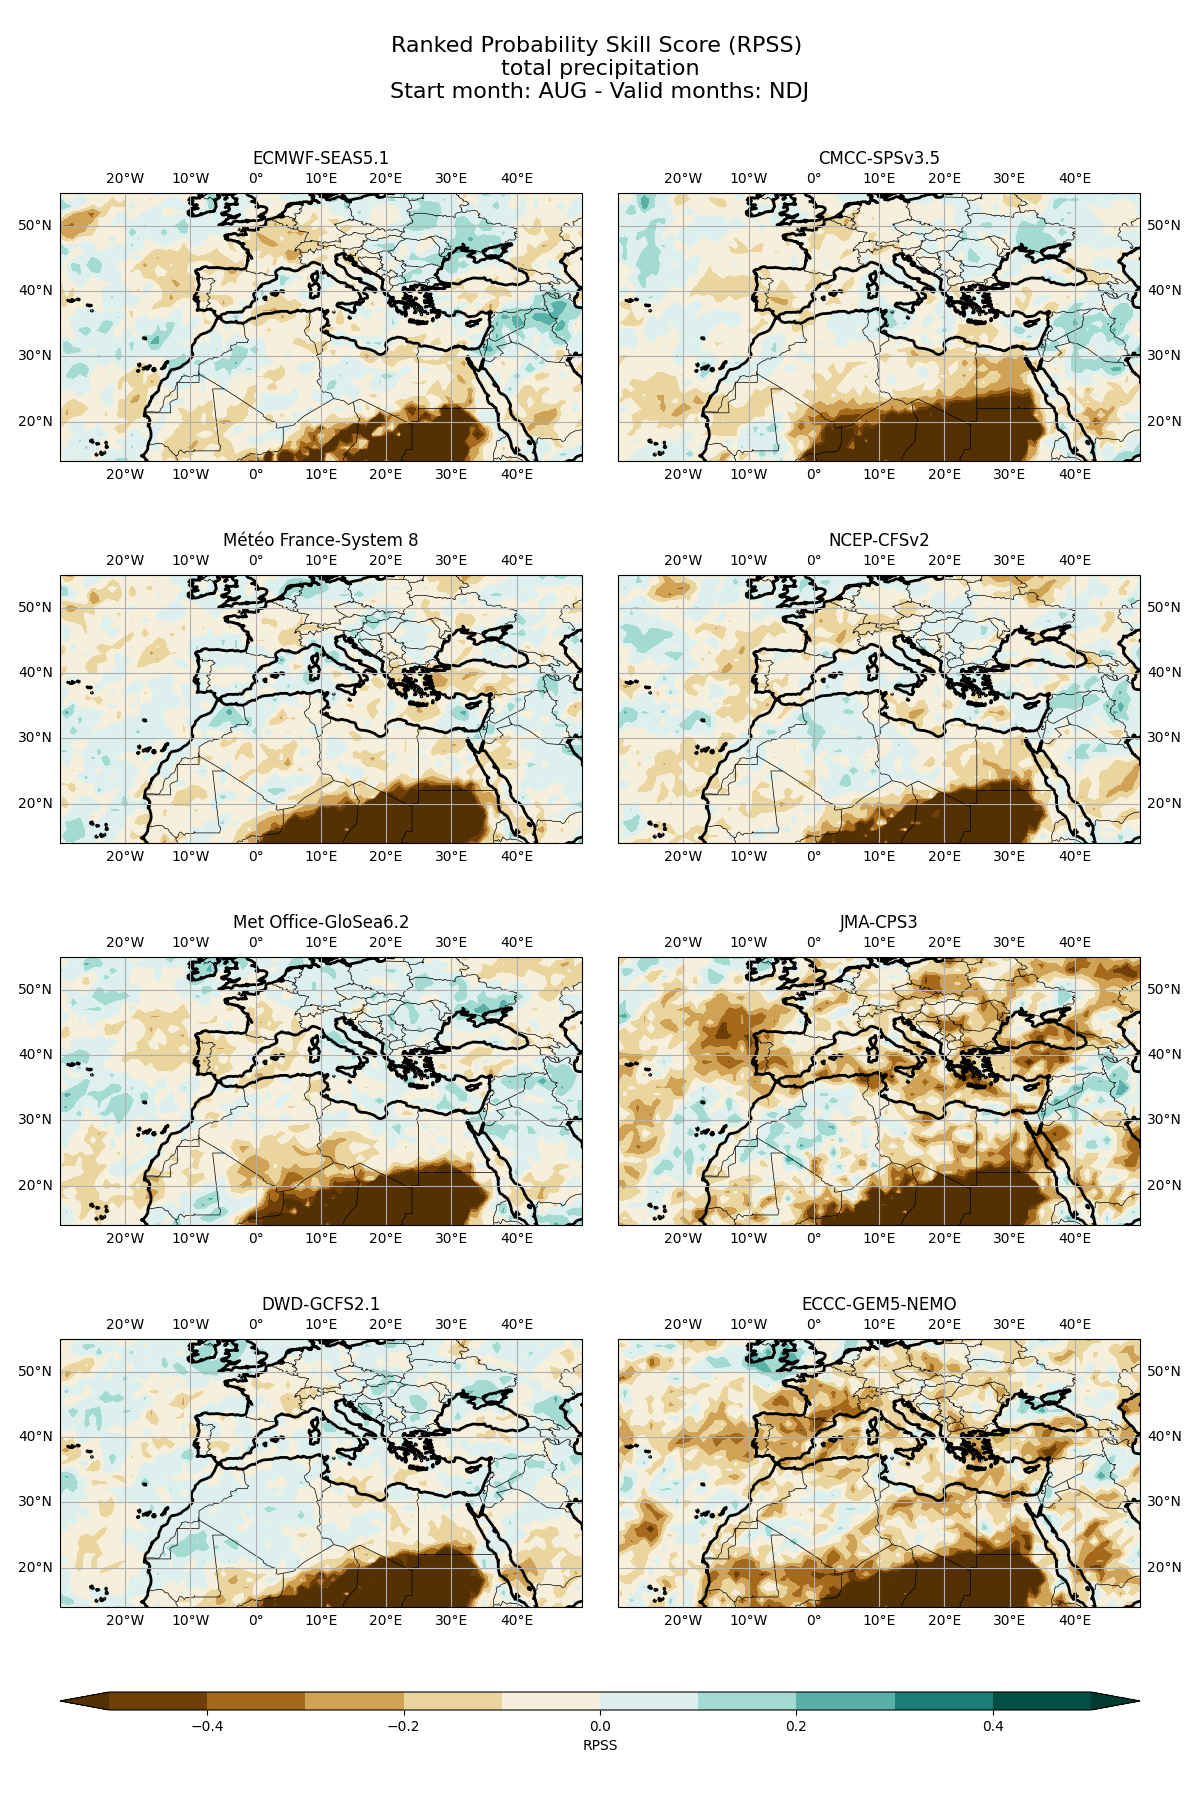 Ranked Probability Skill Score (RPSS)
total precipitation
Start month: AUG - Valid months: NDJ
ECMWF-SEAS5.1
20°W 10°W 0° 10°E 20°E 30°E 40°E
50°N
40°N
30°N
20°N
20°W 10°W 0° 10°E 20°E 30°E 40°E
CMCC-SPSv3.5
20°W 10°W 0° 10°E 20°E 30°E 40°E
50°N
40°N
30°N
20°N
20°W 10°W 0° 10°E 20°E 30°E 40°E
Météo France-System 8
20°W 10°W 0° 10°E 20°E 30°E 40°E
50°N
40°N
30°N
20°N
20°W 10°W 0° 10°E 20°E 30°E 40°E
NCEP-CFSv2
20°W 10°W 0° 10°E 20°E 30°E 40°E
50°N
40°N
30°N
20°N
20°W 10°W 0° 10°E 20°E 30°E 40°E
Met Office-GloSea6.2
20°W 10°W 0° 10°E 20°E 30°E 40°E
50°N
40°N
30°N
20°N
20°W 10°W 0° 10°E 20°E 30°E 40°E
JMA-CPS3
20°W 10°W 0° 10°E 20°E 30°E 40°E
50°N
40°N
30°N
20°N
20°W 10°W 0° 10°E 20°E 30°E 40°E
DWD-GCFS2.1
20°W 10°W 0° 10°E 20°E 30°E 40°E
50°N
40°N
30°N
20°N
20°W 10°W 0° 10°E 20°E 30°E 40°E
ECCC-GEM5-NEMO
20°W 10°W 0° 10°E 20°E 30°E 40°E
50°N
40°N
30°N
20°N
20°W 10°W 0° 10°E 20°E 30°E 40°E
−0.4 −0.2 0.0 0.2 0.4
RPSS